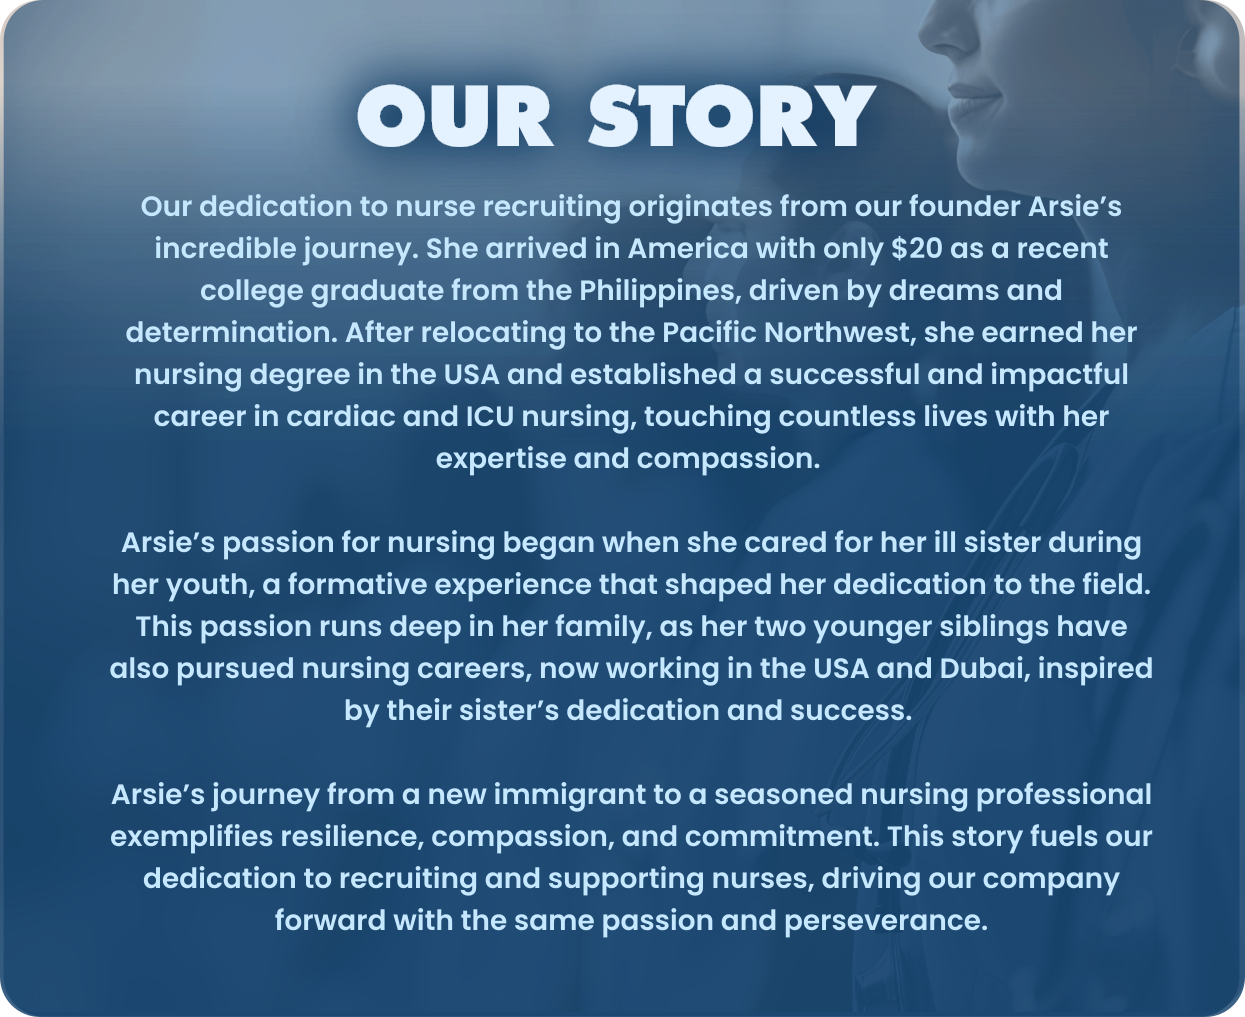 OUR STORY
Our dedication to nurse recruiting originates from our founder Arsie’s
incredible journey. She arrived in America with only $20 as a recent
college graduate from the Philippines, driven by dreams and
determination. After relocating to the Pacific Northwest, she earned her
nursing degree in the USA and established a successful and impactful
career in cardiac and ICU nursing, touching countless lives with her
expertise and compassion.
Arsie’s passion for nursing began when she cared for her ill sister during
her youth, a formative experience that shaped her dedication to the field.
This passion runs deep in her family, as her two younger siblings have
also pursued nursing careers, now working in the USA and Dubai, inspired
by their sister’s dedication and success.
Arsie’s journey from a new immigrant to a seasoned nursing professional
exemplifies resilience, compassion, and commitment. This story fuels our
dedication to recruiting and supporting nurses, driving our company
forward with the same passion and perseverance.